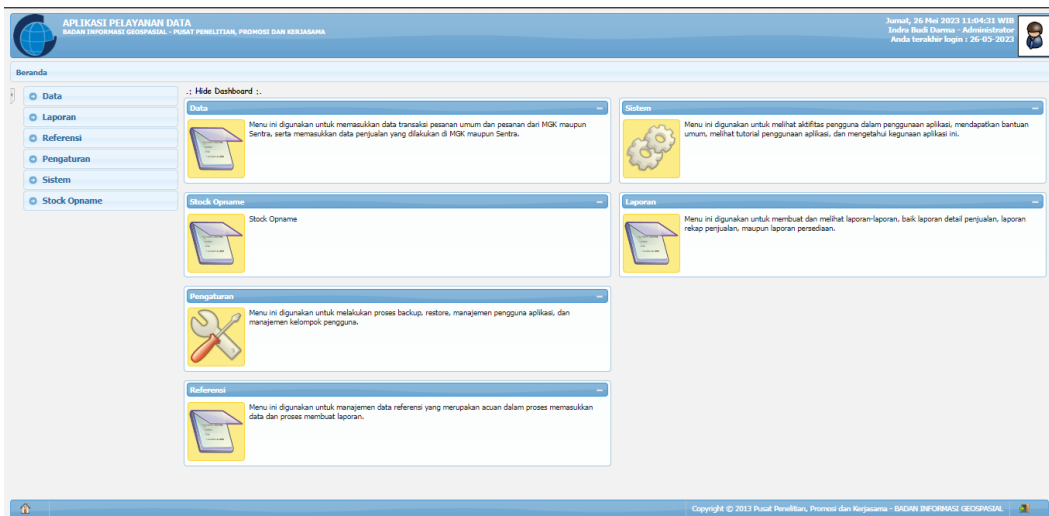 APLIKASI PELAYANAN DATA
BADAN INFORMASI GEOSPASIAL - PUSAT PENELITIAN, PROMOSI DAN KERJASAMA
Jumat, 26 Mei 2023 11:04:31 WIB
Indra Budi Darma - Administrator
Anda terakhir login : 26-05-2023
Beranda
Data
Laporan
Referensi
Pengaturan
Sistem
Stock Opname
.: Hide Dashboard :.
Data
Menu ini digunakan untuk memasukkan data transaksi pesanan umum dan pesanan dari MGK maupun
Sentra, serta memasukkan data penjualan yang dilakukan di MGK maupun Sentra.
Sistem
Menu ini digunakan untuk melihat aktifitas pengguna dalam penggunaan aplikasi, mendapatkan bantuan
umum, melihat tutorial penggunaan aplikasi, dan mengetahui kegunaan aplikasi ini.
Stock Opname
Stock Opname
Laporan
Menu ini digunakan untuk membuat dan melihat laporan-laporan, baik laporan detail penjualan, laporan
rekap penjualan, maupun laporan persediaan.
Pengaturan
Menu ini digunakan untuk melakukan proses backup, restore, manajemen pengguna aplikasi, dan
manajemen kelompok pengguna.
Referensi
Menu ini digunakan untuk manajemen data referensi yang merupakan acuan dalam proses memasukkan
data dan proses membuat laporan.
Copyright © 2013 Pusat Penelitian, Promosi dan Kerjasama - BADAN INFORMASI GEOSPASIAL